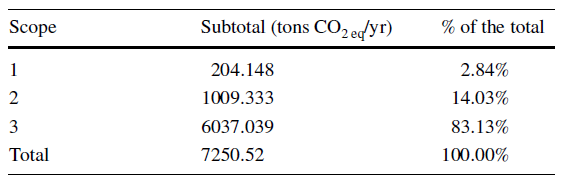 Scope Subtotal (tons CO2 eq/yr) % of the total
1 204.148 2.84%
2 1009.333 14.03%
3 6037.039 83.13%
Total 7250.52 100.00%